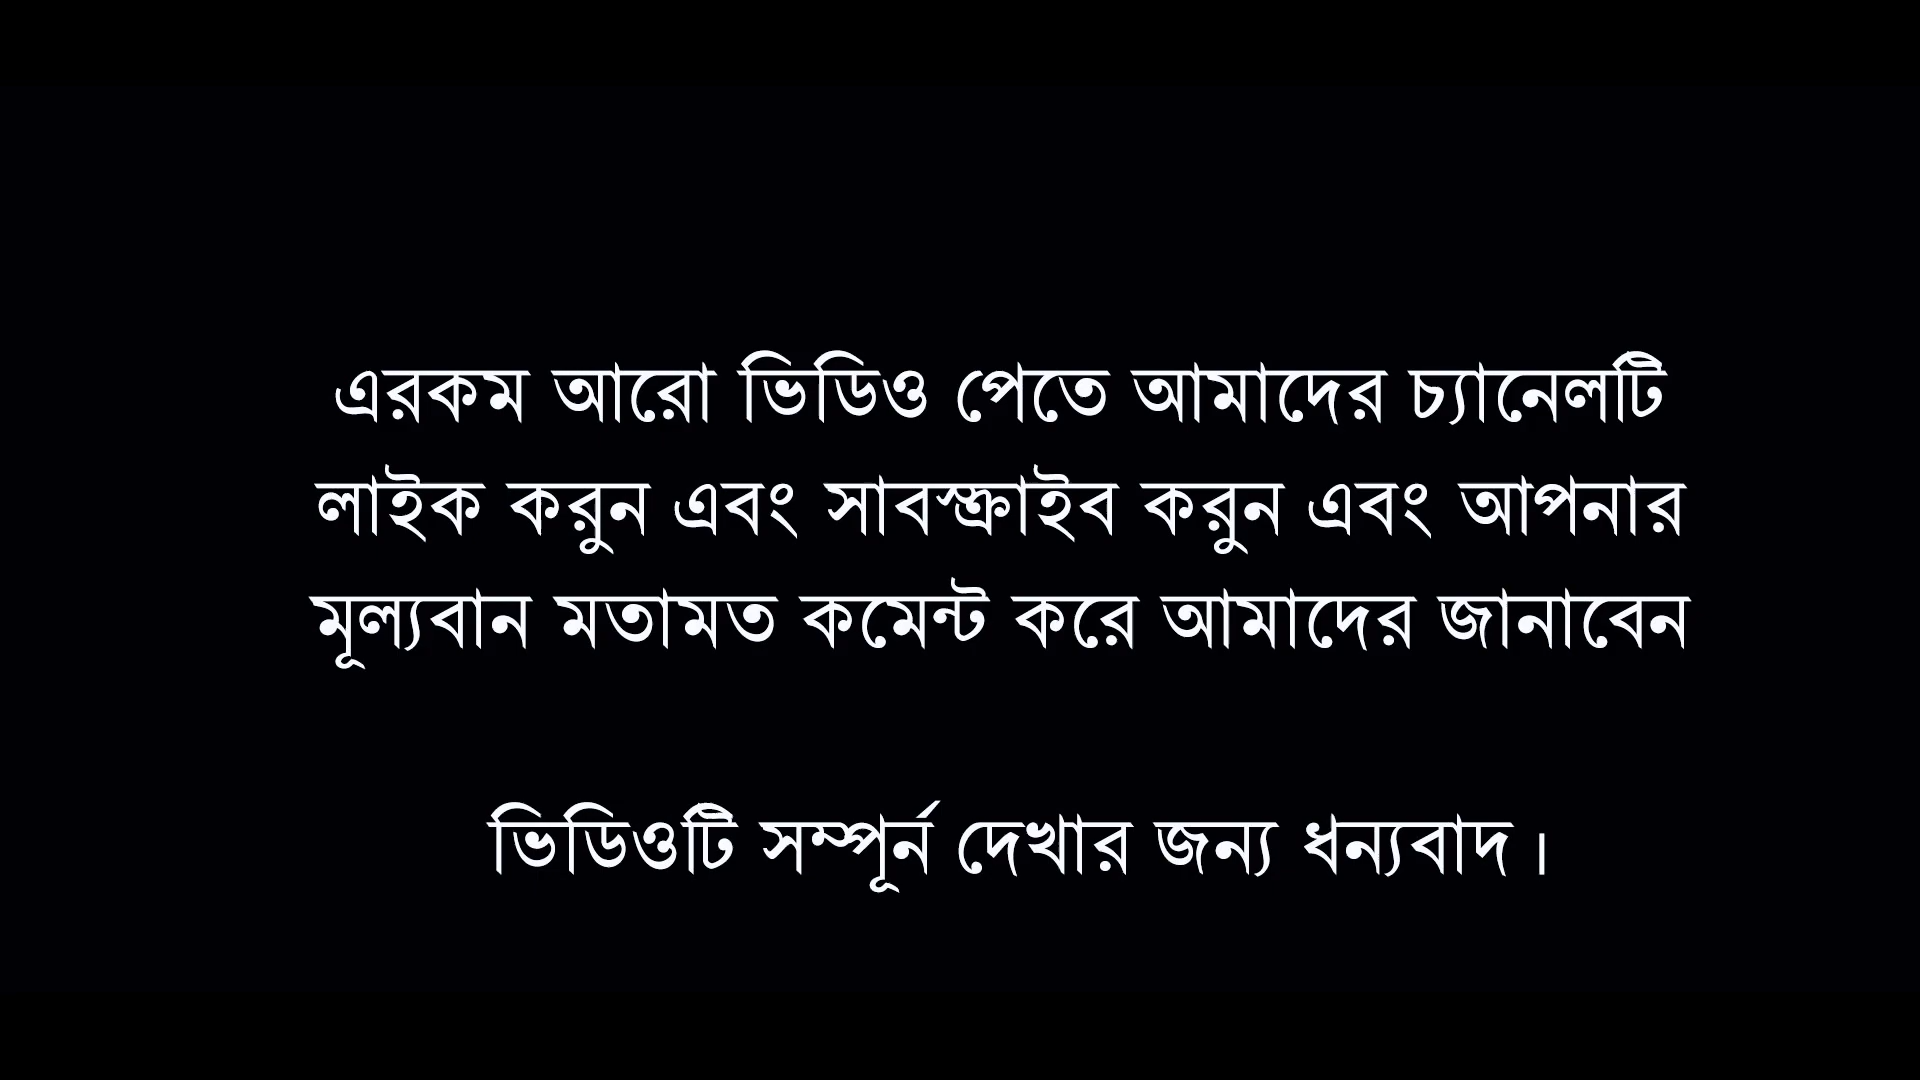 এরকম আরো ভিডিও পেতে আমাদের চ্যানেলটি
লাইক করুন এবং সাবস্ক্রাইব করুন এবং আপনার
মূল্যবান মতামত কমেন্ট করে আমাদের জানাবেন
ভিডিওটি সম্পূর্ন দেখার জন্য ধন্যবাদ।